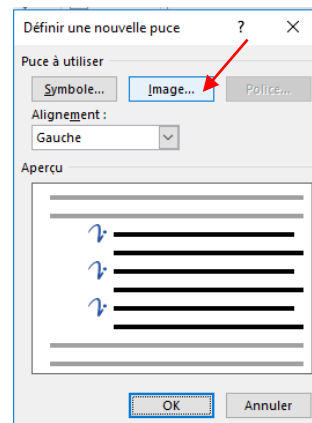 Définir une nouvelle puce ? ×
Puce à utiliser
Symbole... Image... Police...
Alignement :
Gauche
Aperçu
OK Annuler